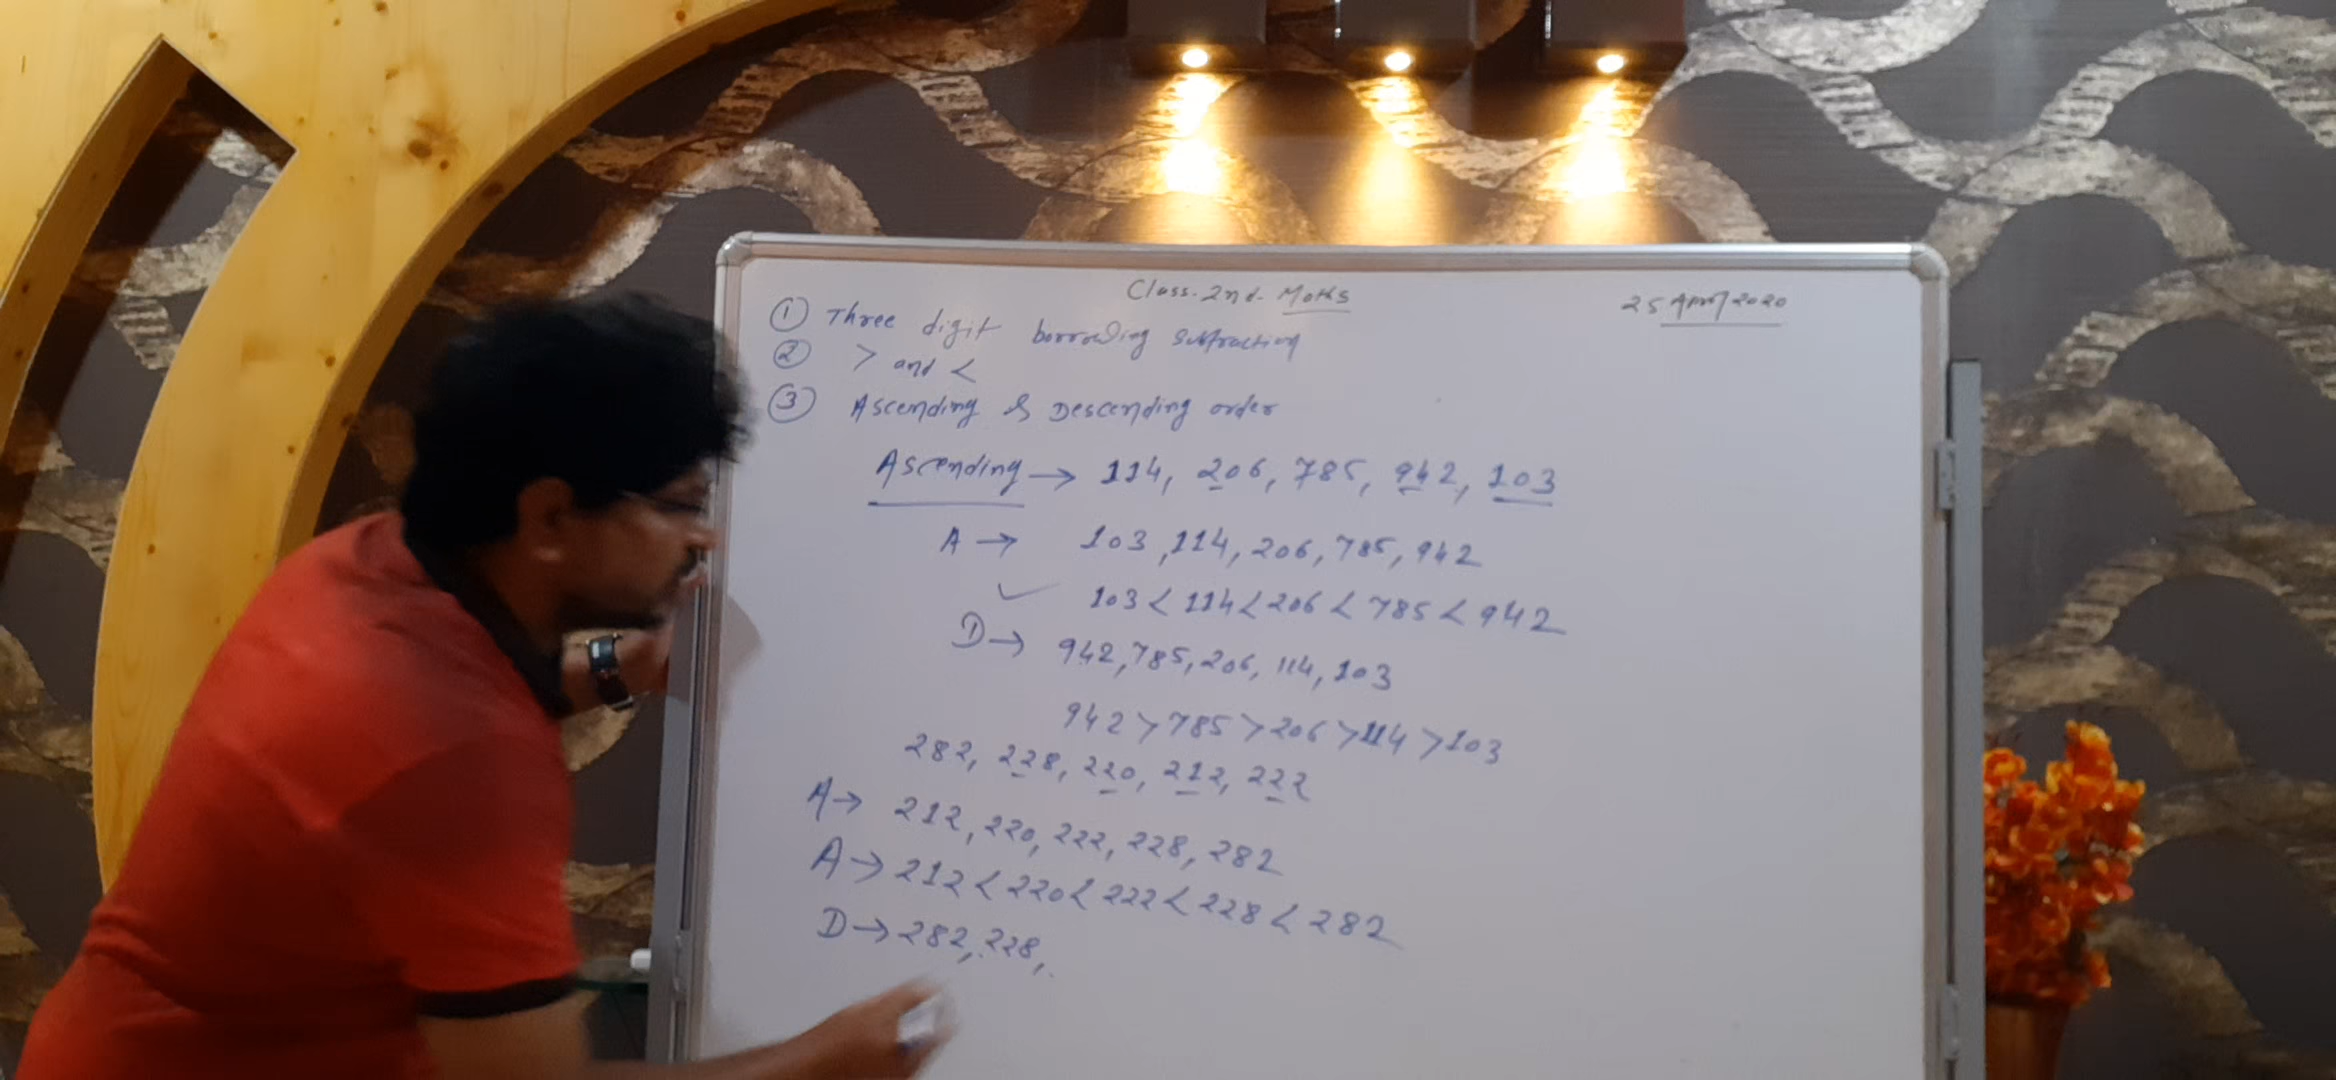 Class. 2nd. Maths
25 April 2020
① Three digit borrowing Subtraction
② > and <
③ Ascending & Descending order
Ascending → 114, 206, 785, 942, 103
A → 103, 114, 206, 785, 942
✓ 103 < 114 < 206 < 785 < 942
D → 942, 785, 206, 114, 103
942 > 785 > 206 > 114 > 103
282, 228, 220, 212, 222
A → 212, 220, 222, 228, 282
A → 212 < 220 < 222 < 228 < 282
D → 282, 228,